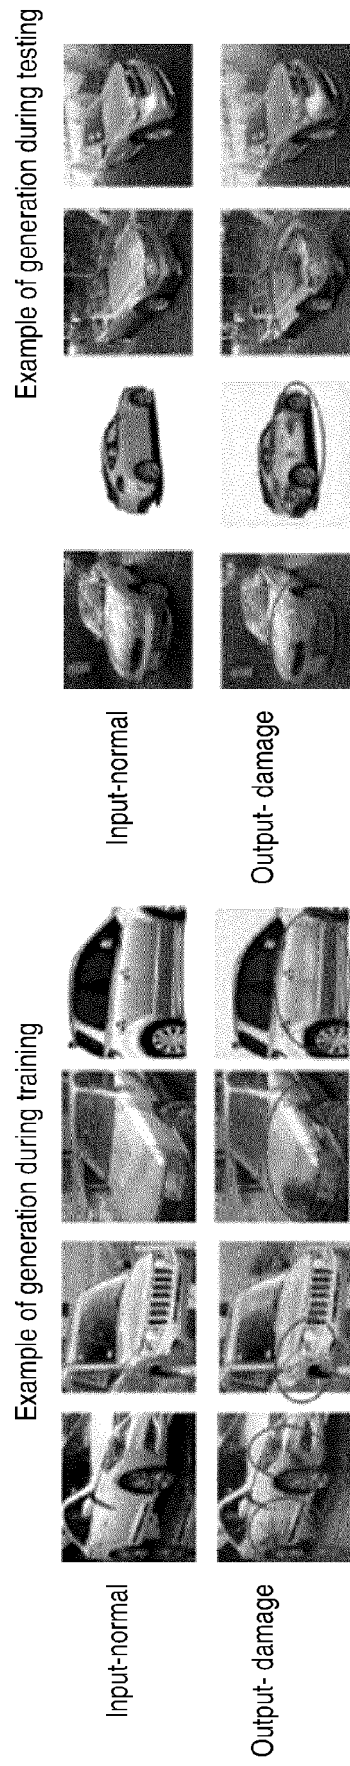 Example of generation during training
Input-normal
Output- damage
Example of generation during testing
Input-normal
Output- damage